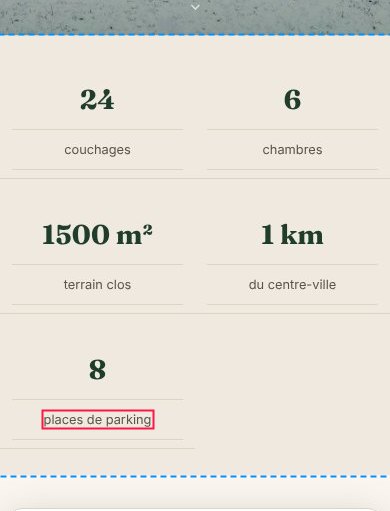 24
6
couchages
chambres
1500 m²
1 km
terrain clos
du centre-ville
8
places de parking